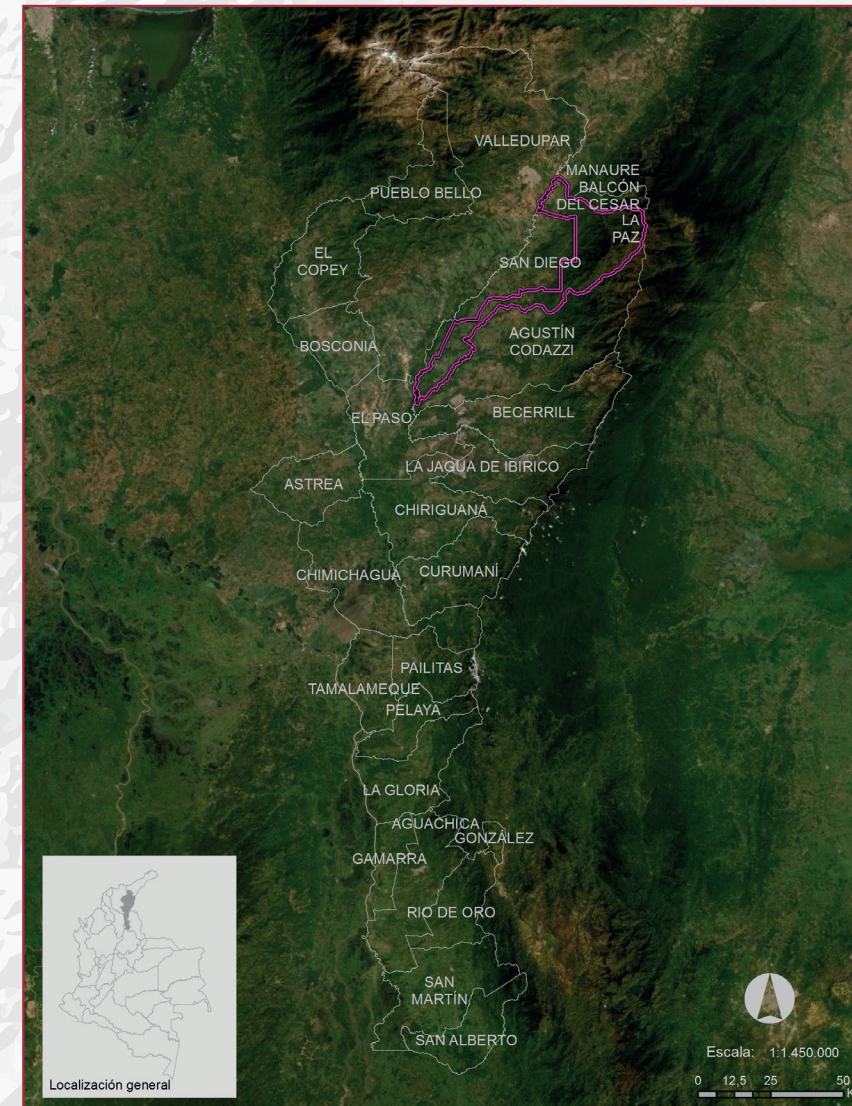 VALLEDUPAR
MANAURE
BALCÓN
DEL CESAR
PUEBLO BELLO
LA
PAZ
EL
COPEY
SAN DIEGO
AGUSTÍN
CODAZZI
BOSCONIA
EL PASO
BECERRILL
LA JAGUA DE IBIRICO
ASTREA
CHIRIGUANÁ
CHIMICHAGUA
CURUMANÍ
PAILITAS
TAMALAMEQUE
PELAYA
LA GLORIA
AGUACHICA
GONZÁLEZ
GAMARRA
RIO DE ORO
SAN
MARTÍN
SAN ALBERTO
Localización general
Escala: 1:1.450.000
0 12,5 25 50